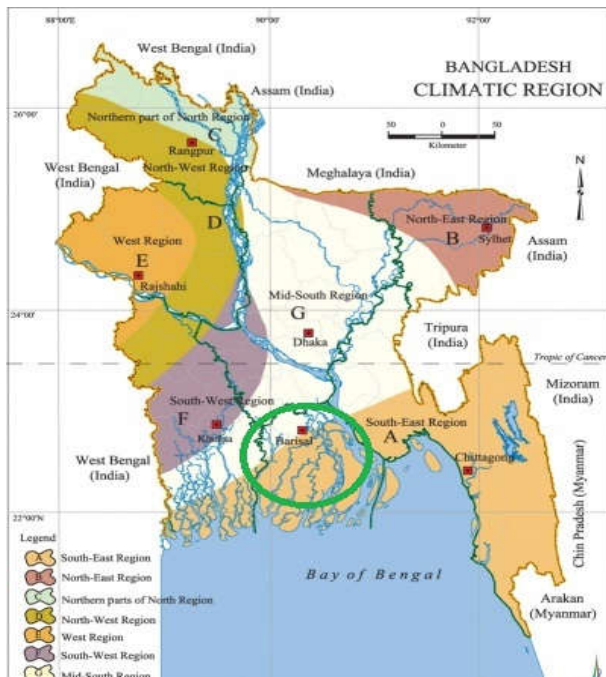 88°00'E
90°00'
92°00'
West Bengal (India)
BANGLADESH
CLIMATIC REGION
Assam (India)
26°00'
Northern part of North Region
C
Rangpur
50 0 50
Kilometer
N
West Bengal
(India)
North-West Region
Meghalaya (India)
D
North-East Region
B
Sylhet
Assam
(India)
West Region
E
Rajshahi
Mid-South Region
G
Dhaka
24°00'
Tripura
(India)
Tropic of Cancer
Mizoram
(India)
South-West Region
F
Khulna
Barisal
South-East Region
A
Chittagong
West Bengal
(India)
Chin Pradesh (Myanmar)
22°00'N
Legend
A South-East Region
B North-East Region
Northern parts of North Region
North-West Region
E West Region
F South-West Region
G Mid-South Region
Bay of Bengal
Arakan
(Myanmar)